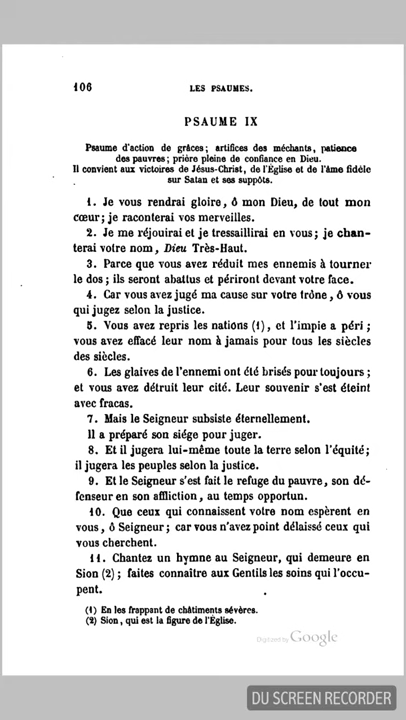 106
LES PSAUMES.
PSAUME IX
Psaume d'action de grâces; artifices des méchants, patience
des pauvres; prière pleine de confiance en Dieu.
Il convient aux victoires de Jésus-Christ, de l'Église et de l'âme fidèle
sur Satan et ses suppôts.
1. Je vous rendrai gloire, ô mon Dieu, de tout mon
cœur; je raconterai vos merveilles.
2. Je me réjouirai et je tressaillirai en vous; je chan-
terai votre nom, Dieu Très-Haut.
3. Parce que vous avez réduit mes ennemis à tourner
le dos; ils seront abattus et périront devant votre face.
4. Car vous avez jugé ma cause sur votre trône, ô vous
qui jugez selon la justice.
5. Vous avez repris les nations (1), et l'impie a péri;
vous avez effacé leur nom à jamais pour tous les siècles
des siècles.
6. Les glaives de l'ennemi ont été brisés pour toujours;
et vous avez détruit leur cité. Leur souvenir s'est éteint
avec fracas.
7. Mais le Seigneur subsiste éternellement.
Il a préparé son siége pour juger.
8. Et il jugera lui-même toute la terre selon l'équité;
il jugera les peuples selon la justice.
9. Et le Seigneur s'est fait le refuge du pauvre, son dé-
fenseur en son affliction, au temps opportun.
10. Que ceux qui connaissent votre nom espèrent en
vous, ô Seigneur; car vous n'avez point délaissé ceux qui
vous cherchent.
11. Chantez un hymne au Seigneur, qui demeure en
Sion (2); faites connaître aux Gentils les soins qui l'occu-
pent.
(1) En les frappant de châtiments sévères.
(2) Sion, qui est la figure de l'Église.
Digitized by Google
DU SCREEN RECORDER